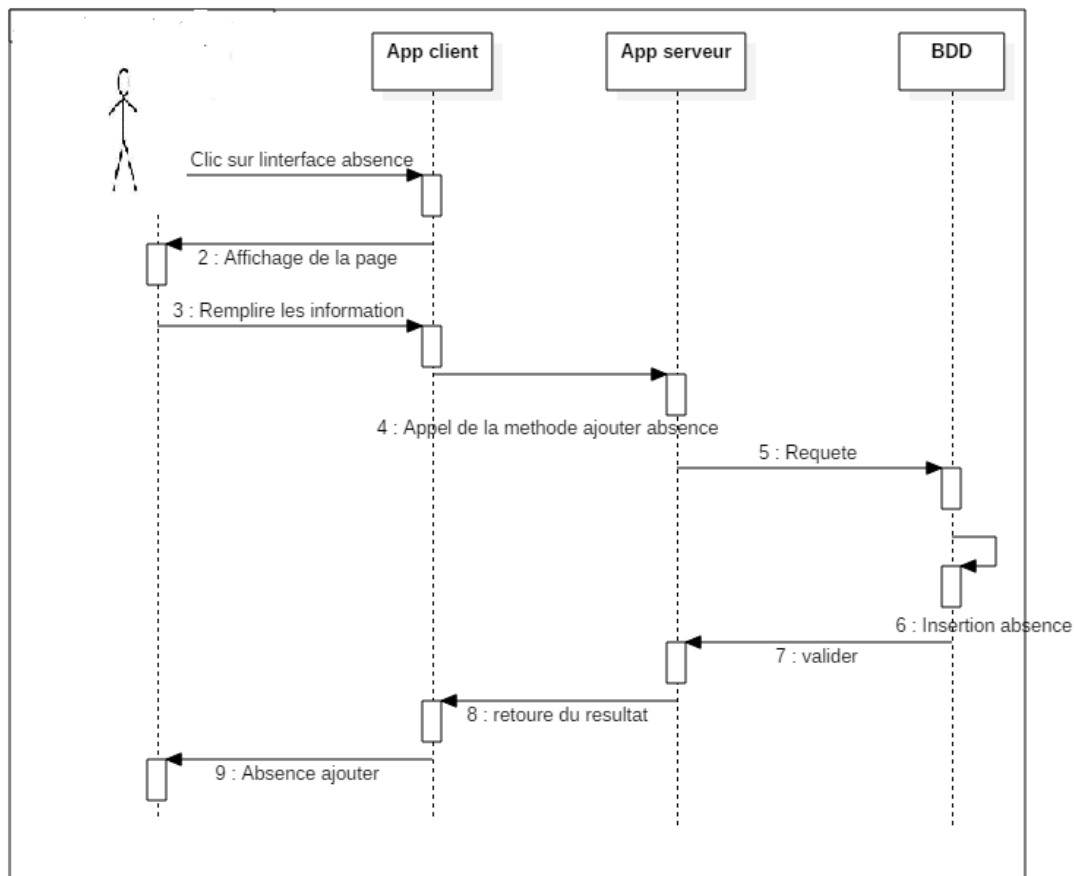 App client
App serveur
BDD
Clic sur linterface absence
2 : Affichage de la page
3 : Remplire les information
4 : Appel de la methode ajouter absence
5 : Requete
6 : Insertion absence
7 : valider
8 : retoure du resultat
9 : Absence ajouter